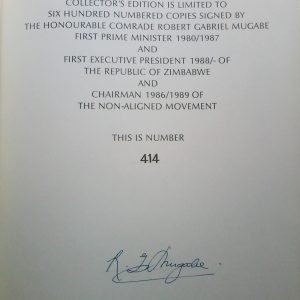 COLLECTOR'S EDITION IS LIMITED TO
SIX HUNDRED NUMBERED COPIES SIGNED BY
THE HONOURABLE COMRADE ROBERT GABRIEL MUGABE
FIRST PRIME MINISTER 1980/1987
AND
FIRST EXECUTIVE PRESIDENT 1988/- OF
THE REPUBLIC OF ZIMBABWE
AND
CHAIRMAN 1986/1989 OF
THE NON-ALIGNED MOVEMENT
THIS IS NUMBER
414
R. G. Mugabe.